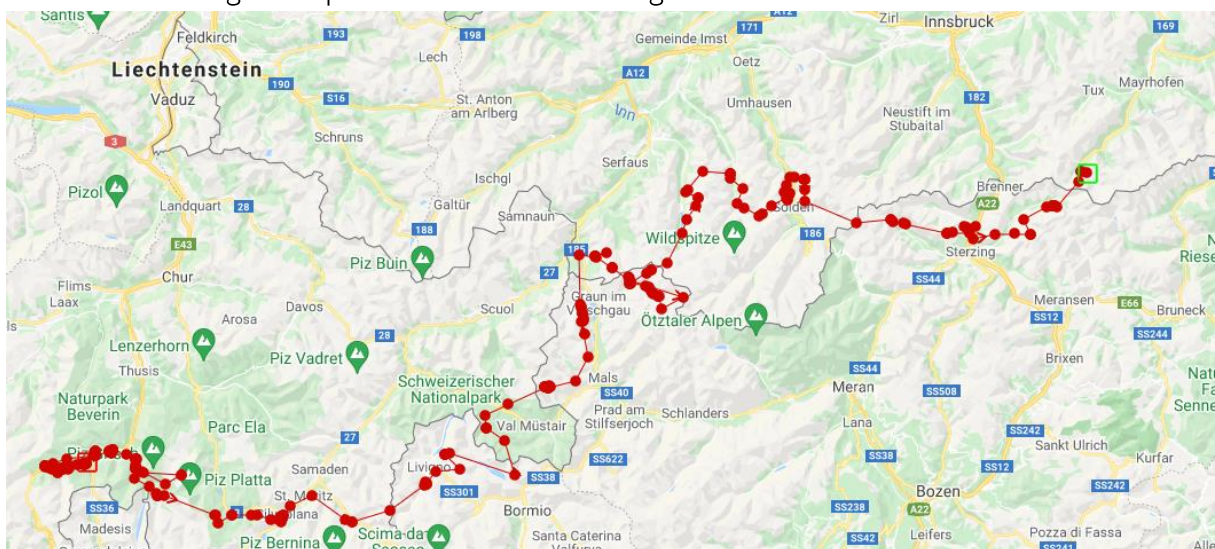 Santis
Feldkirch
193
198
171
A12
Zirl
Innsbruck
169
Gemeinde Imst
Lech
Oetz
Liechtenstein
A12
Mayrhofen
Vaduz
190
S16
St. Anton
am Arlberg
Inn
Umhausen
182
Tux
Neustift im
Stubaital
3
Schruns
Serfaus
Pizol
Ischgl
Brenner
Landquart
28
Galtür
Samnaun
A22
188
Wildspitze
Sölden
186
E43
185
Sterzing
Piz Buin
27
Chur
SS44
Flims
Laax
Davos
Graun im
Vinschgau
Meransen
E66
Scuol
Arosa
Ötztaler Alpen
SS12
Bruneck
28
SS244
Lenzerhorn
Piz Vadret
Brixen
Thusis
Mals
SS44
Schweizerischer
Nationalpark
SS40
Meran
SS508
Naturpark
Beverin
Prad am
Stilfserjoch
Schlanders
Parc Ela
Val Müstair
Lana
SS242
27
Sankt Ulrich
SS38
Samaden
SS622
Kurfar
Livigno
SS12
Piz Platta
SS38
St. Moritz
SS301
Bozen
SS242
SS36
Bormio
A22
SS238
SS242
Madesis
Piz Bernina
Santa Caterina
Leifers
Pozza di Fassa
SS42
SS241